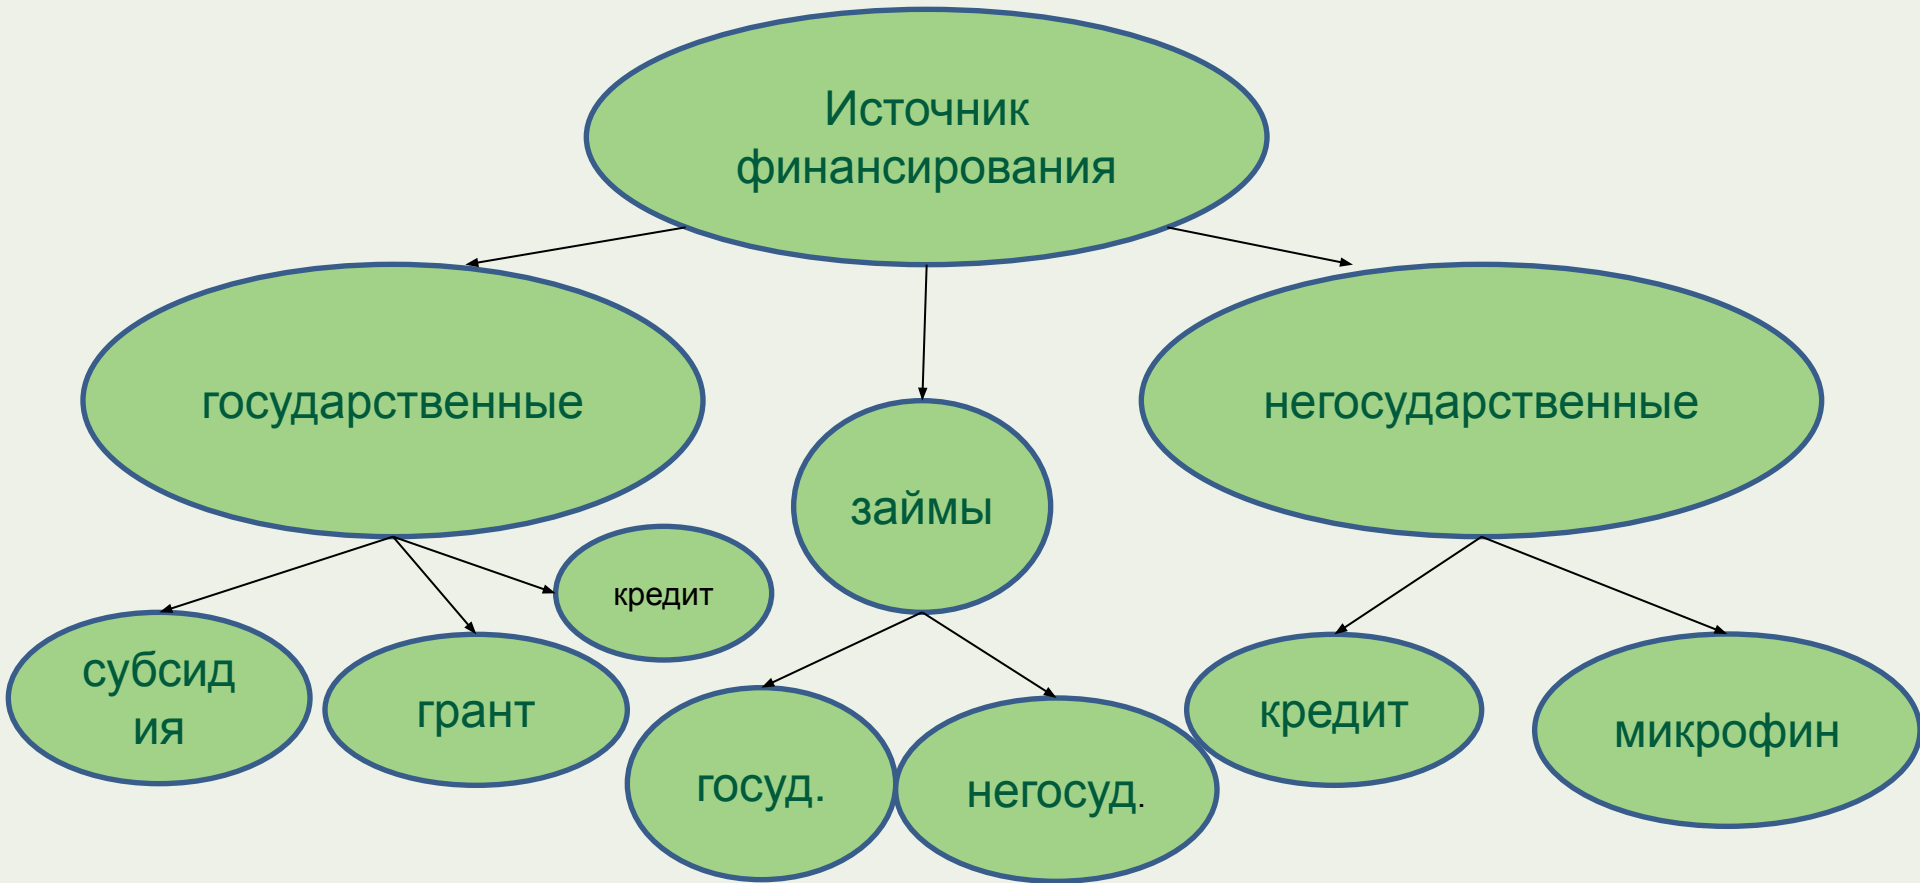 Источник
финансирования
государственные
негосударственные
займы
кредит
субсид
ия
грант
госуд.
негосуд.
кредит
микрофин